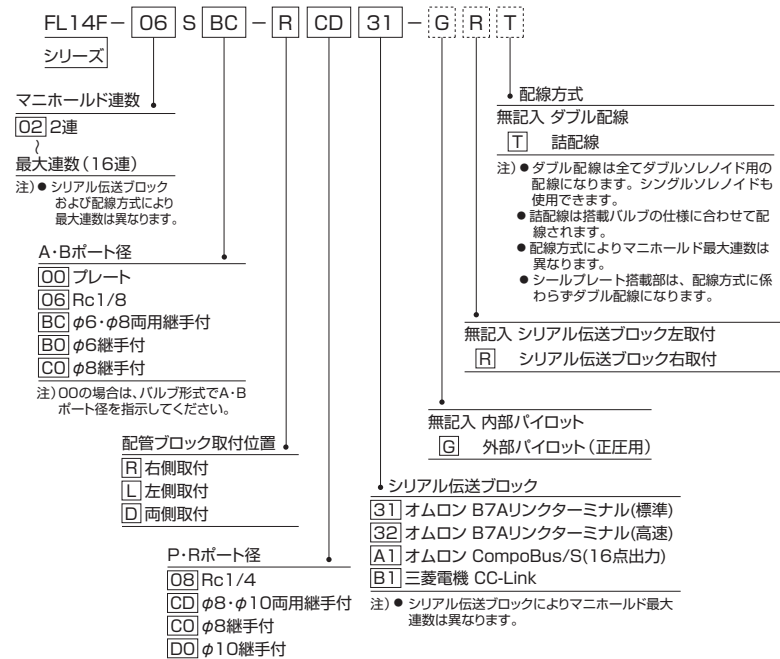 FL14F－06 S BC－R CD 31－G R T
シリーズ
マニホールド連数
02 2連
〜
最大連数（16連）
注）● シリアル伝送ブロック
および配線方式により
最大連数は異なります。
A・Bポート径
00 プレート
06 Rc1/8
BC φ6・φ8両用継手付
B0 φ6継手付
C0 φ8継手付
注）00の場合は、バルブ形式でA・B
ポート径を指示してください。
配管ブロック取付位置
R 右側取付
L 左側取付
D 両側取付
P・Rポート径
08 Rc1/4
CD φ8・φ10両用継手付
C0 φ8継手付
D0 φ10継手付
配線方式
無記入 ダブル配線
T 詰配線
注）● ダブル配線は全てダブルソレノイド用の
配線になります。シングルソレノイドも
使用できます。
● 詰配線は搭載バルブの仕様に合わせて配
線されます。
● 配線方式によりマニホールド最大連数は
異なります。
● シールプレート搭載部は、配線方式に係
わらずダブル配線になります。
無記入 シリアル伝送ブロック左取付
R シリアル伝送ブロック右取付
無記入 内部パイロット
G 外部パイロット（正圧用）
シリアル伝送ブロック
31 オムロン B7Aリンクターミナル(標準)
32 オムロン B7Aリンクターミナル(高速)
A1 オムロン CompoBus/S(16点出力)
B1 三菱電機 CC-Link
注）● シリアル伝送ブロックによりマニホールド最大
連数は異なります。